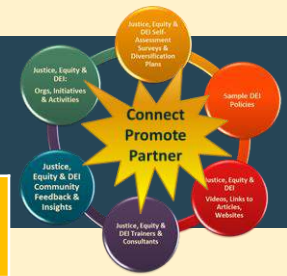 Justice, Equity &
DEI Self-
Assessment
Surveys &
Diversification
Plans
Sample DEI
Policies
Justice, Equity &
DEI
Videos, Links to
Articles,
Websites
Justice, Equity &
DEI Trainers &
Consultants
Justice,
Equity & DEI
Community
Feedback &
Insights
Justice, Equity &
DEI:
Orgs, Initiatives
& Activities
Connect
Promote
Partner